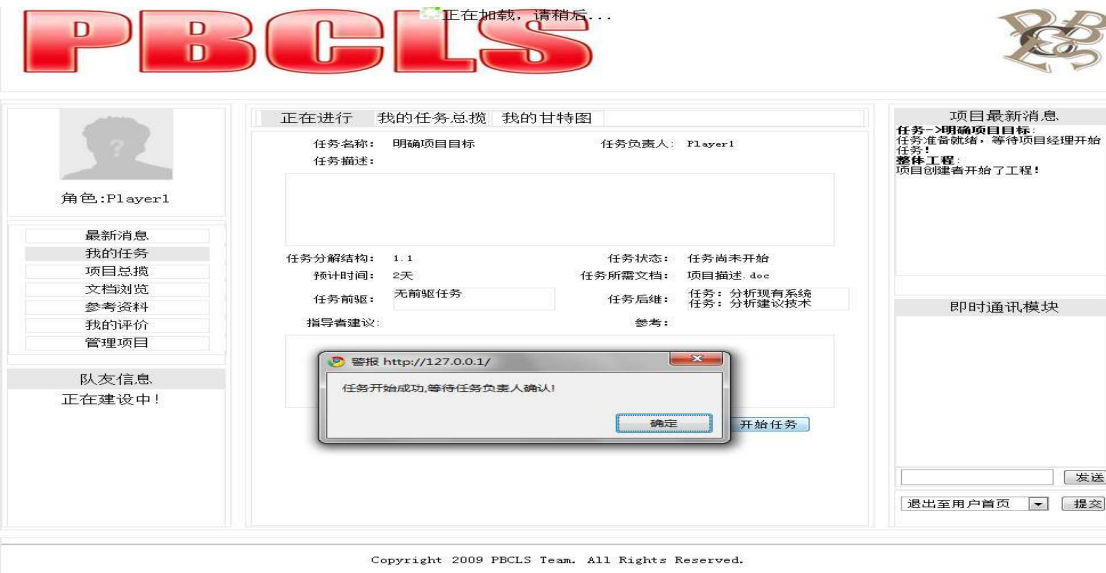 正在加载，请稍后...
PBCLS
角色:Player1
最新消息
我的任务
项目总揽
文档浏览
参考资料
我的评价
管理项目
队友信息
正在建设中!
正在进行 我的任务总揽 我的甘特图
任务名称: 明确项目目标 任务负责人: Player1
任务描述:
任务分解结构: 1.1 任务状态: 任务尚未开始
预计时间: 2天 任务所需文档: 项目描述.doc
任务前驱: 无前驱任务 任务后继: 任务: 分析现有系统
任务: 分析建议技术
指导者建议: 参考:
警报 http://127.0.0.1/
任务开始成功,等待任务负责人确认!
确定
开始任务
项目最新消息
任务->明确项目目标:
任务准备就绪，等待项目经理开始
任务!
整体工程:
项目创建者开始了工程!
即时通讯模块
发送
退出至用户首页 提交
Copyright 2009 PBCLS Team. All Rights Reserved.